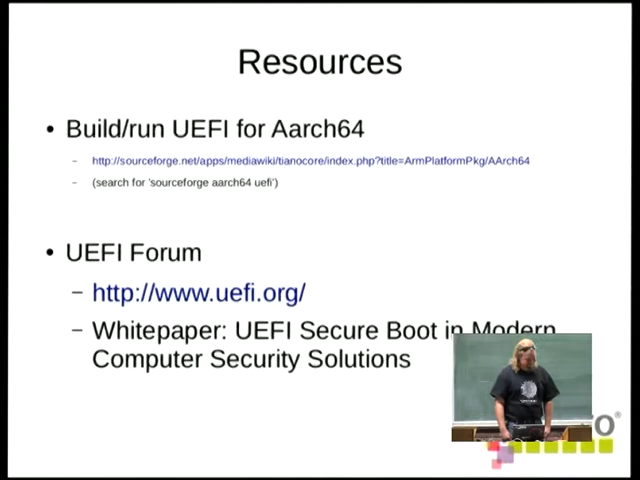 Resources
• Build/run UEFI for Aarch64
– http://sourceforge.net/apps/mediawiki/tianocore/index.php?title=ArmPlatformPkg/AArch64
– (search for 'sourceforge aarch64 uefi')
• UEFI Forum
– http://www.uefi.org/
– Whitepaper: UEFI Secure Boot in Modern
Computer Security Solutions